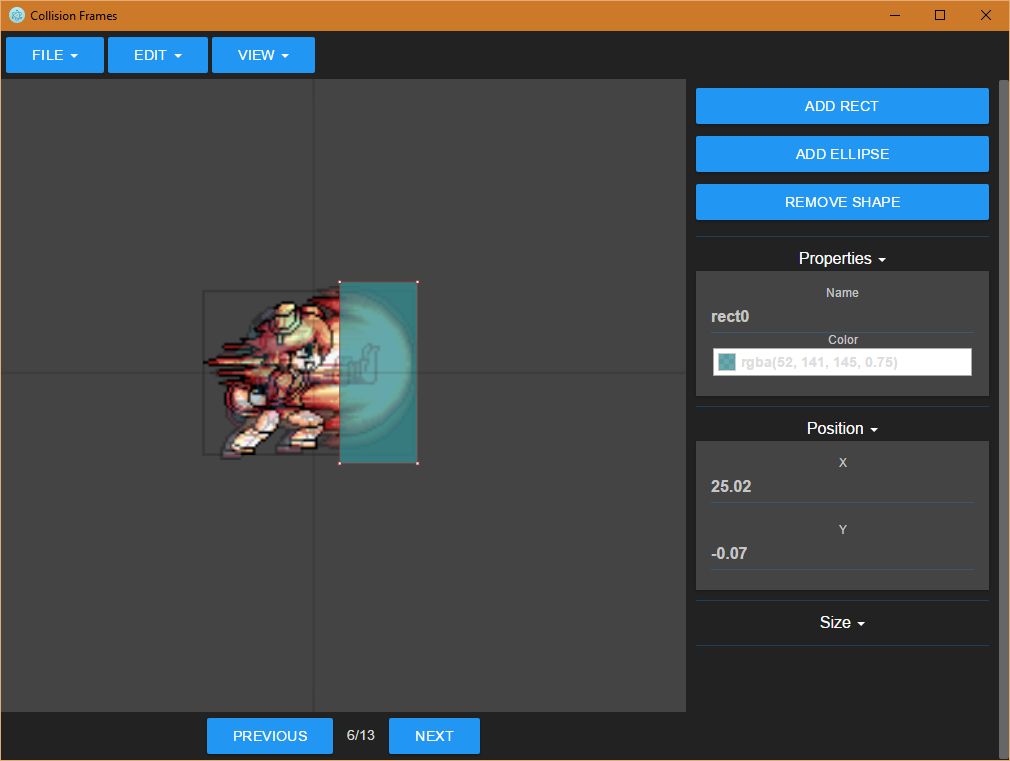 Collision Frames
FILE EDIT VIEW
ADD RECT
ADD ELLIPSE
REMOVE SHAPE
Properties
Name
rect0
Color
rgba(52, 141, 145, 0.75)
Position
X
25.02
Y
-0.07
Size
PREVIOUS 6/13 NEXT